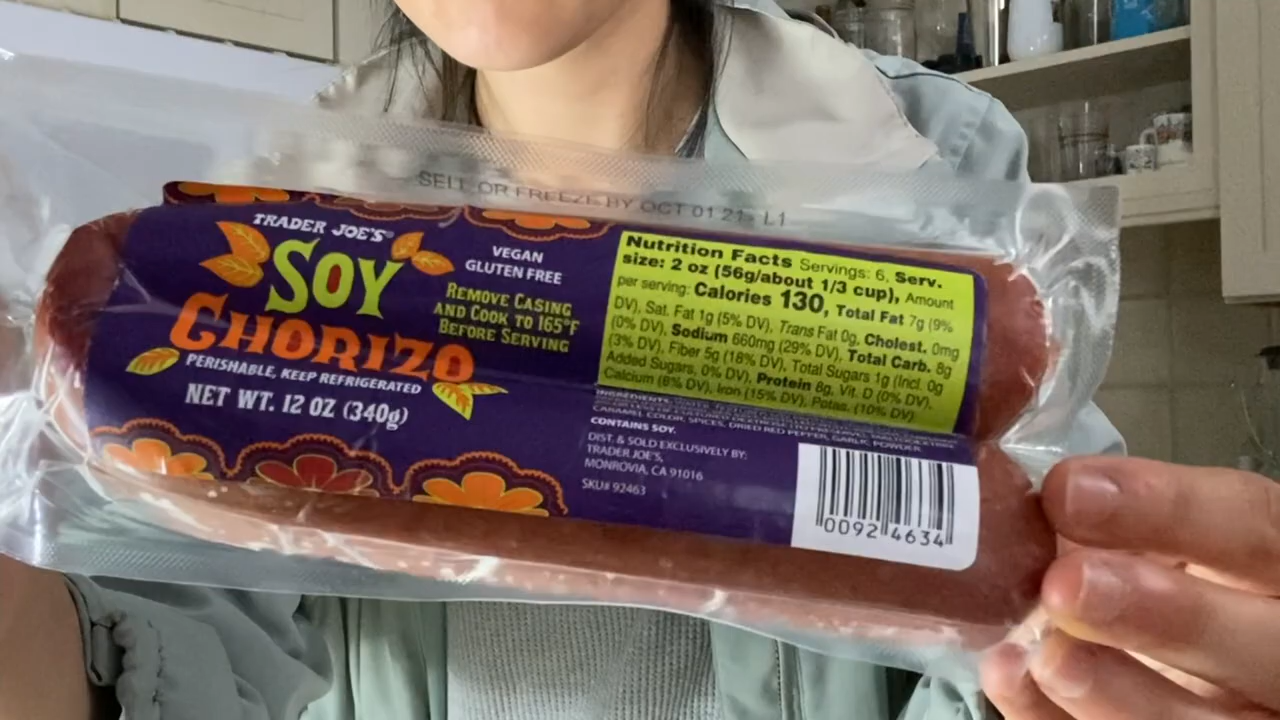 SELL OR FREEZE BY OCT 01 21 L1
TRADER JOE'S®
SOY
CHORIZO
PERISHABLE, KEEP REFRIGERATED
NET WT. 12 OZ (340g)
VEGAN
GLUTEN FREE
REMOVE CASING
AND COOK TO 165°F
BEFORE SERVING
Nutrition Facts Servings: 6, Serv.
size: 2 oz (56g/about 1/3 cup), Amount
per serving: Calories 130, Total Fat 7g (9%
DV), Sat. Fat 1g (5% DV), Trans Fat 0g, Cholest. 0mg
(0% DV), Sodium 660mg (29% DV), Total Carb. 8g
(3% DV), Fiber 5g (18% DV), Total Sugars 1g (Incl. 0g
Added Sugars, 0% DV), Protein 8g, Vit. D (0% DV),
Calcium (6% DV), Iron (15% DV), Potas. (10% DV)
INGREDIENTS:
CARAMEL COLOR, SPICES, DRIED RED PEPPER, GARLIC POWDER.
CONTAINS SOY.
DIST. & SOLD EXCLUSIVELY BY:
TRADER JOE'S,
MONROVIA, CA 91016
SKU# 92463
0092 4634